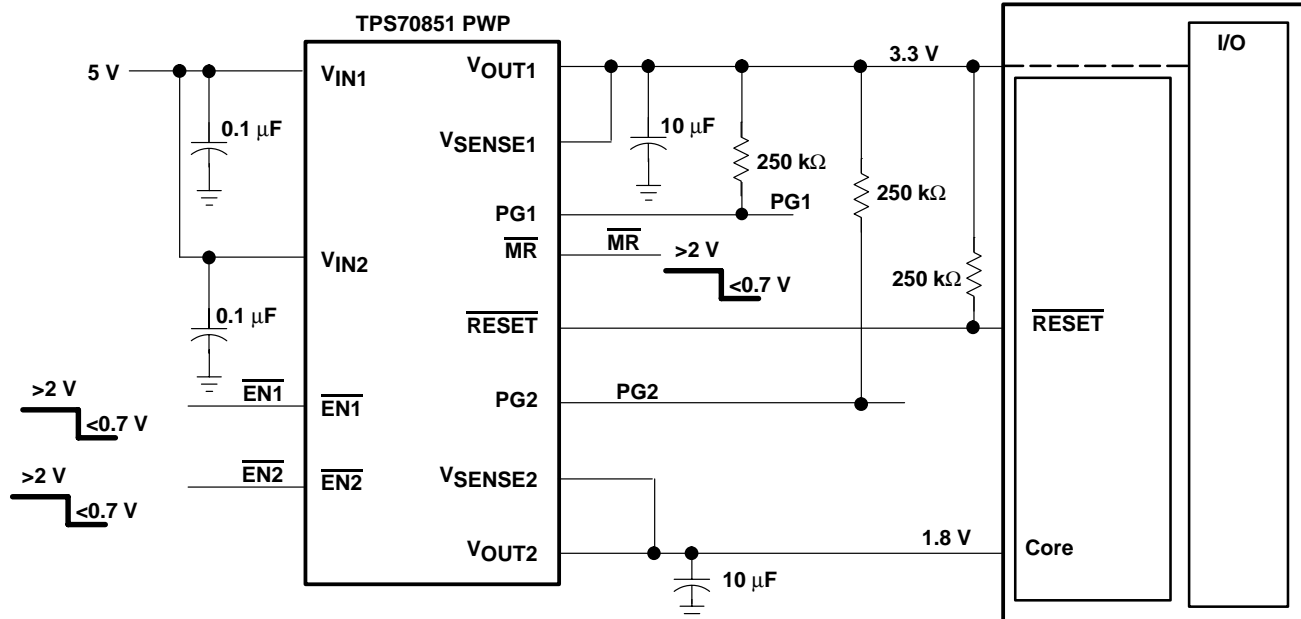 TPS70851 PWP
I/O
5 V
VIN1
VOUT1
3.3 V
0.1 μF
VSENSE1
10 μF
250 kΩ
250 kΩ
PG1
PG1
MR
MR
>2 V
<0.7 V
VIN2
250 kΩ
0.1 μF
RESET
RESET
>2 V
<0.7 V
EN1
EN1
PG2
PG2
>2 V
<0.7 V
EN2
EN2
VSENSE2
VOUT2
1.8 V
Core
10 μF